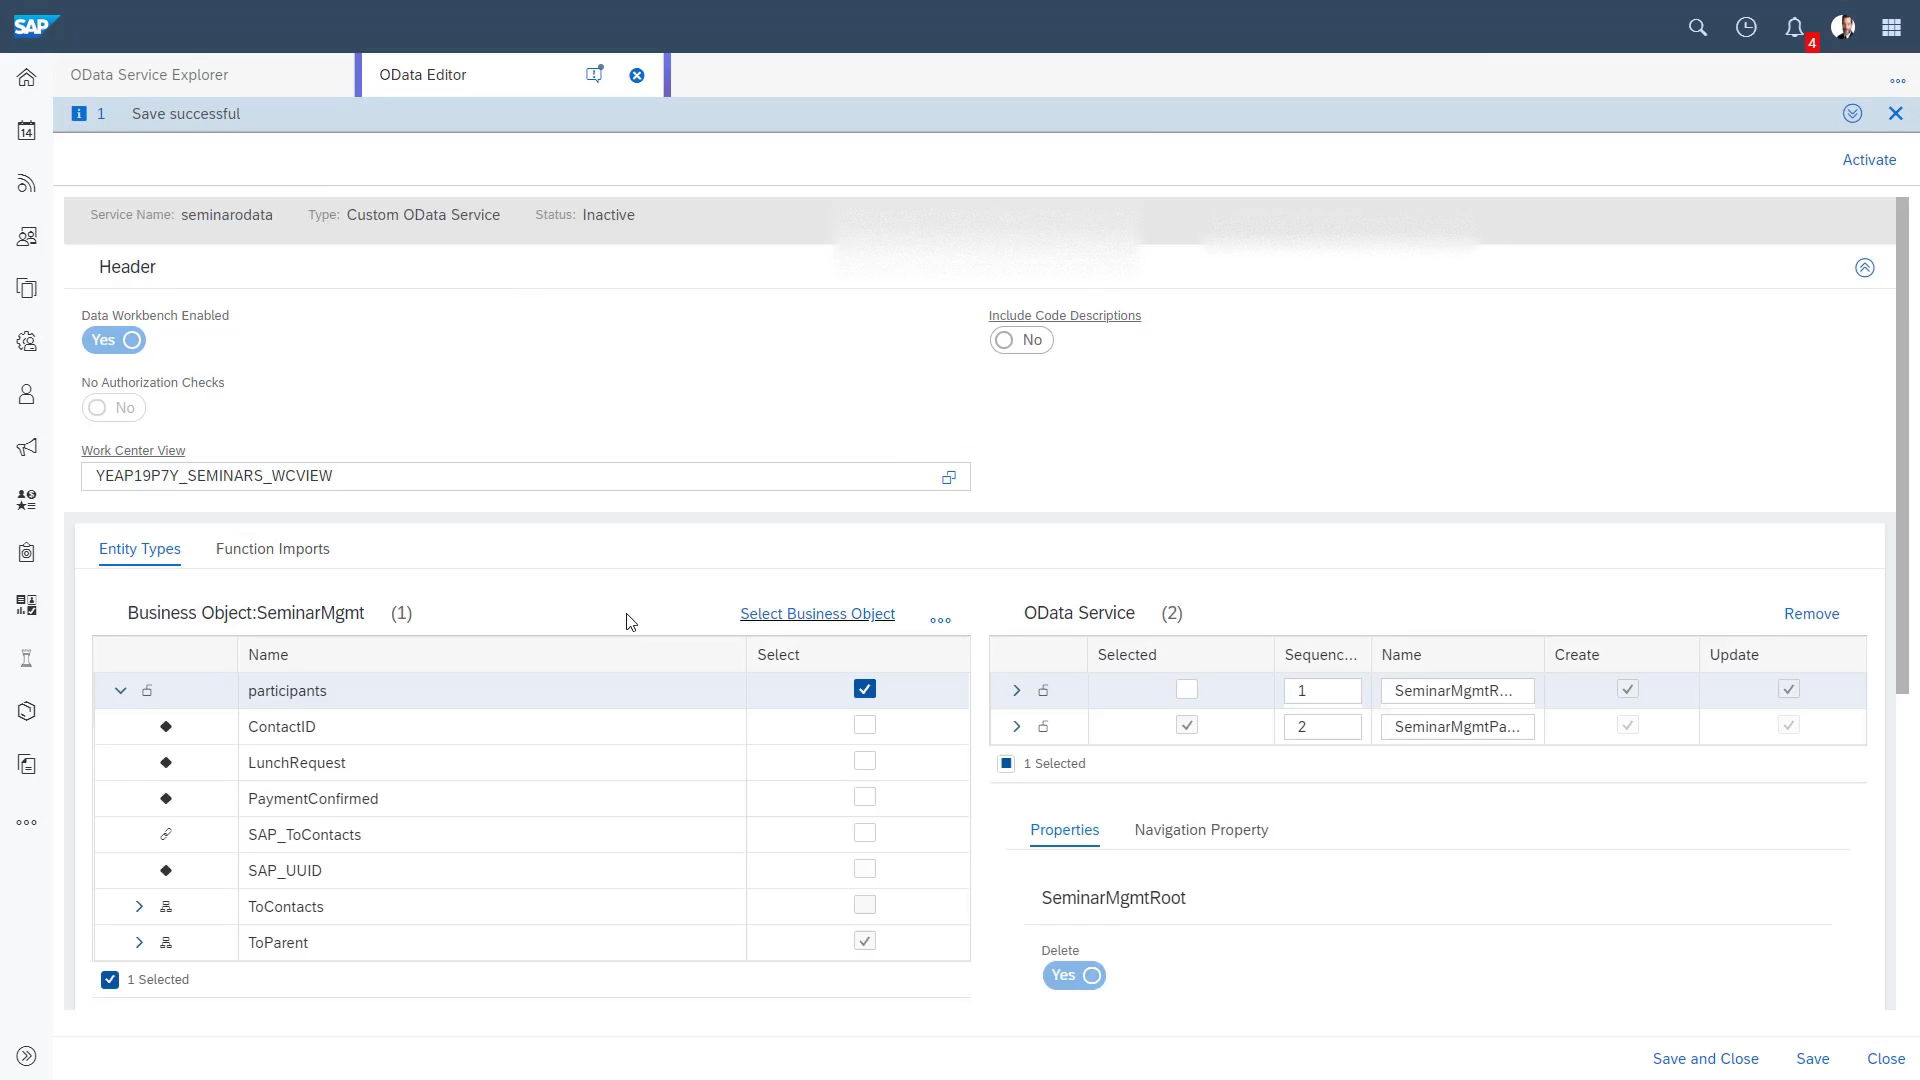 SAP
4
OData Service Explorer
OData Editor
14
1 Save successful
Activate
Service Name: seminarodata Type: Custom OData Service Status: Inactive
Header
Data Workbench Enabled
Yes
Include Code Descriptions
No
No Authorization Checks
No
Work Center View
YEAP19P7Y_SEMINARS_WCVIEW
Entity Types Function Imports
Business Object:SeminarMgmt (1) Select Business Object
Name Select
participants
ContactID
LunchRequest
PaymentConfirmed
SAP_ToContacts
SAP_UUID
ToContacts
ToParent
1 Selected
OData Service (2) Remove
Selected Sequenc... Name Create Update
1 SeminarMgmtR...
2 SeminarMgmtPa...
1 Selected
Properties Navigation Property
SeminarMgmtRoot
Delete
Yes
Save and Close Save Close